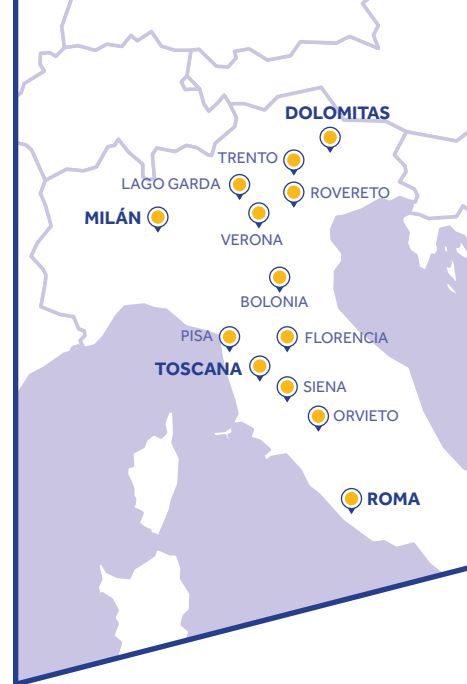 DOLOMITAS
TRENTO
LAGO GARDA
ROVERETO
MILÁN
VERONA
BOLONIA
PISA
FLORENCIA
TOSCANA
SIENA
ORVIETO
ROMA